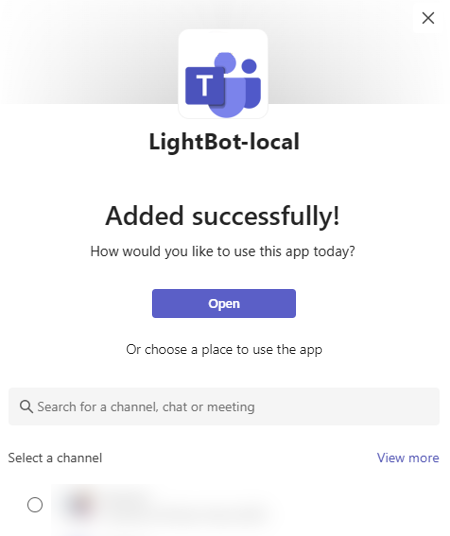 T
LightBot-local
Added successfully!
How would you like to use this app today?
Open
Or choose a place to use the app
Search for a channel, chat or meeting
Select a channel
View more